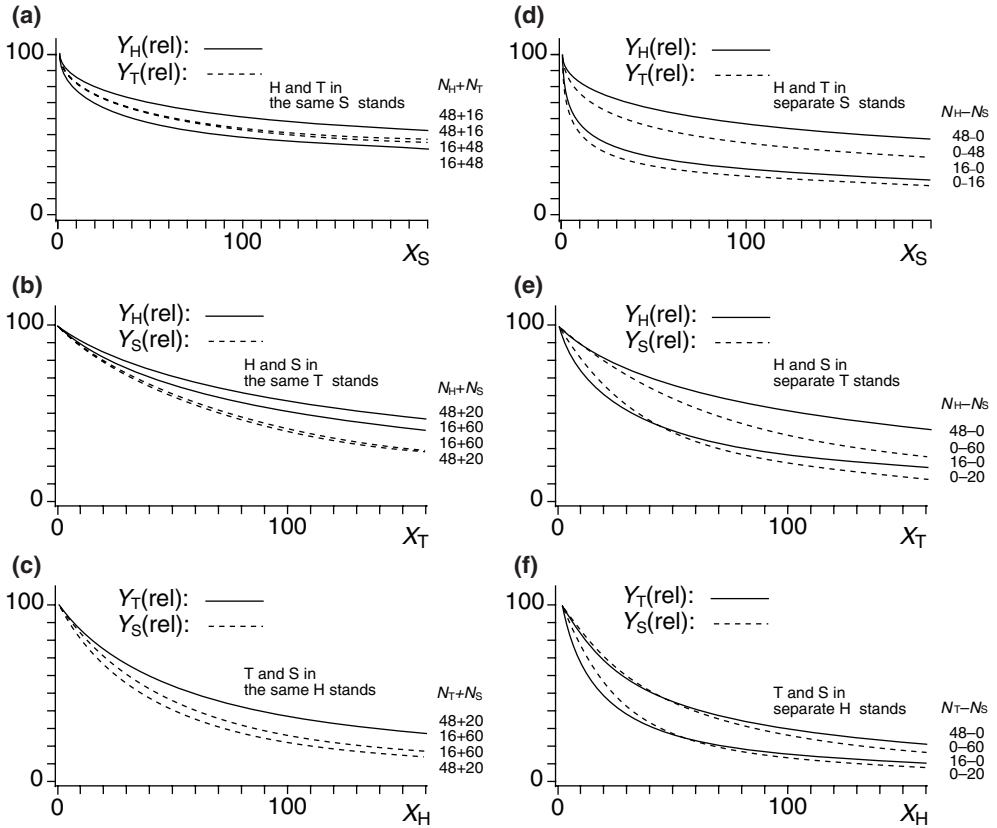 (a)
100
Y_H(rel):
Y_T(rel):
H and T in
the same S stands
N_H+N_T
48+16
48+16
16+48
16+48
0
0
100
X_S
(d)
100
Y_H(rel):
Y_T(rel):
H and T in
separate S stands
N_H–N_S
48–0
0–48
16–0
0–16
0
0
100
X_S
(b)
100
Y_H(rel):
Y_S(rel):
H and S in
the same T stands
N_H+N_S
48+20
16+60
16+60
48+20
0
0
100
X_T
(e)
100
Y_H(rel):
Y_S(rel):
H and S in
separate T stands
N_H–N_S
48–0
0–60
16–0
0–20
0
0
100
X_T
(c)
100
Y_T(rel):
Y_S(rel):
T and S in
the same H stands
N_T+N_S
48+20
16+60
16+60
48+20
0
0
100
X_H
(f)
100
Y_T(rel):
Y_S(rel):
T and S in
separate H stands
N_T–N_S
48–0
0–60
16–0
0–20
0
0
100
X_H